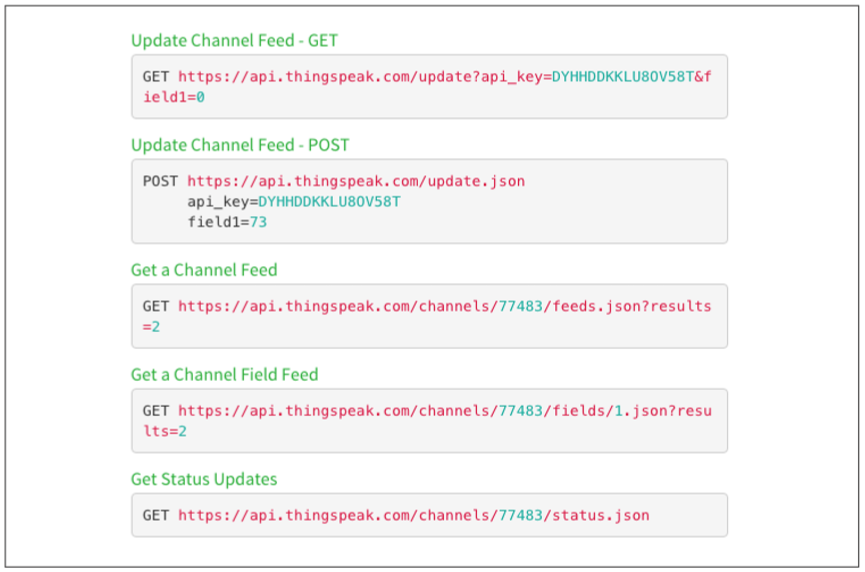 Update Channel Feed - GET
GET https://api.thingspeak.com/update?api_key=DYHHDDKKLU8OV58T&f
ield1=0
Update Channel Feed - POST
POST https://api.thingspeak.com/update.json
api_key=DYHHDDKKLU8OV58T
field1=73
Get a Channel Feed
GET https://api.thingspeak.com/channels/77483/feeds.json?results
=2
Get a Channel Field Feed
GET https://api.thingspeak.com/channels/77483/fields/1.json?resu
lts=2
Get Status Updates
GET https://api.thingspeak.com/channels/77483/status.json